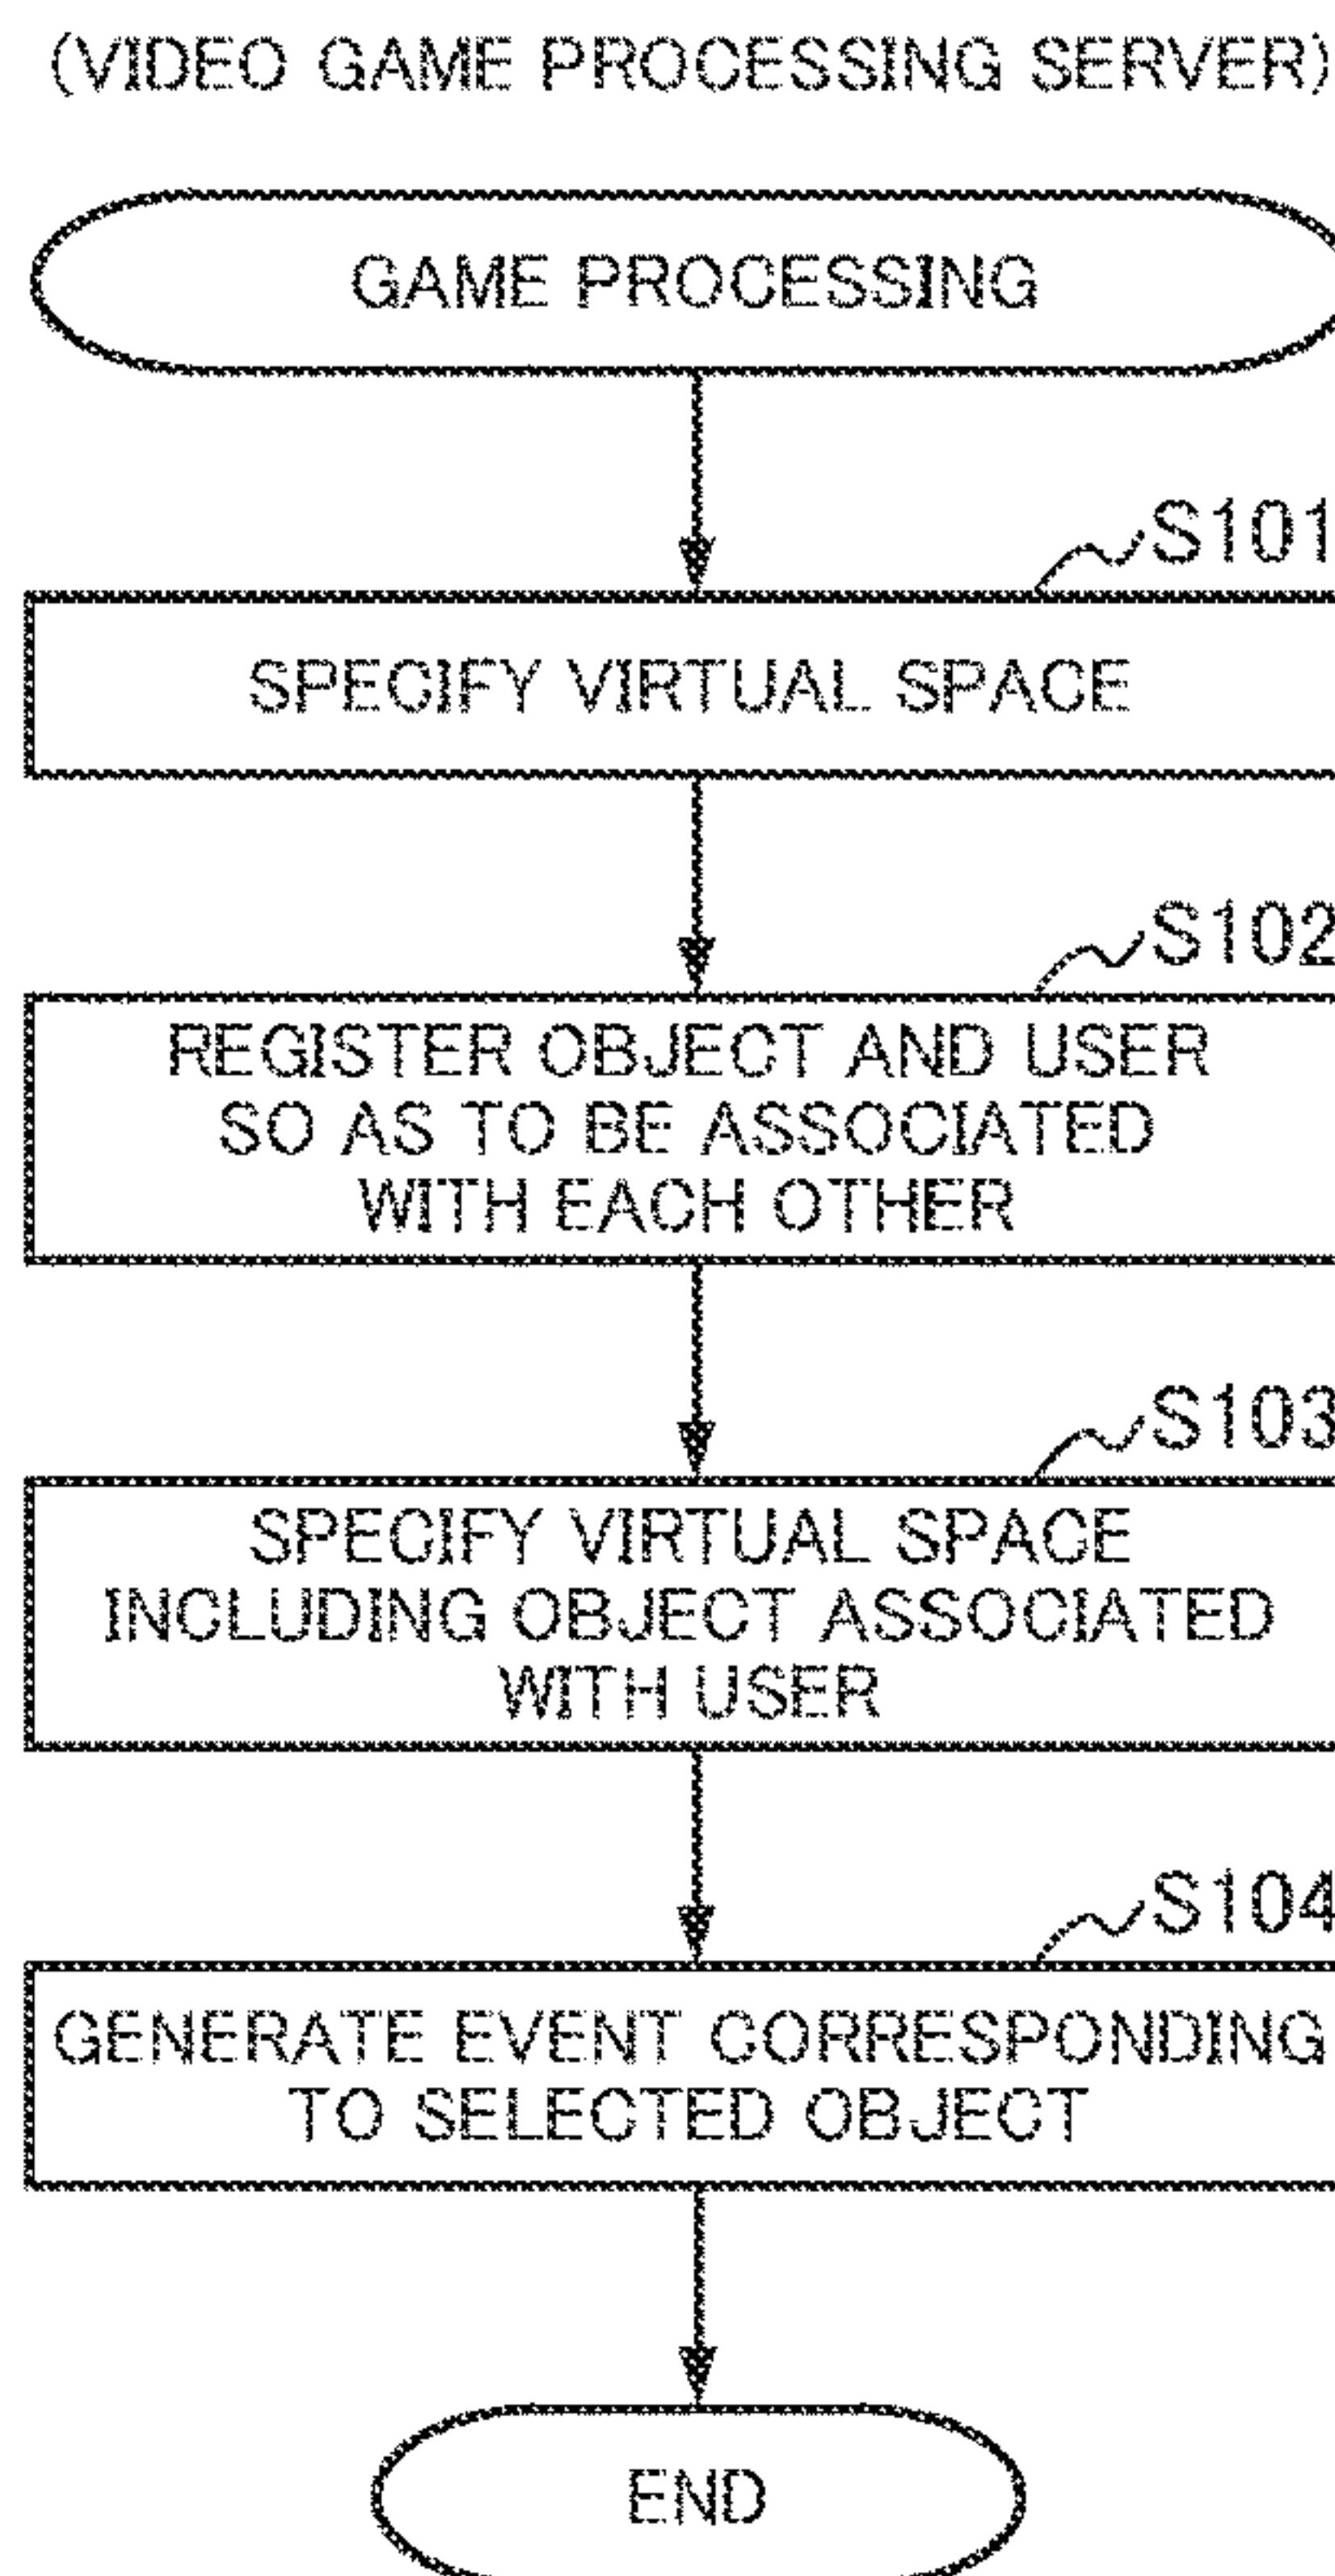 (VIDEO GAME PROCESSING SERVER)
GAME PROCESSING
S101
SPECIFY VIRTUAL SPACE
S102
REGISTER OBJECT AND USER
SO AS TO BE ASSOCIATED
WITH EACH OTHER
S103
SPECIFY VIRTUAL SPACE
INCLUDING OBJECT ASSOCIATED
WITH USER
S104
GENERATE EVENT CORRESPONDING
TO SELECTED OBJECT
END